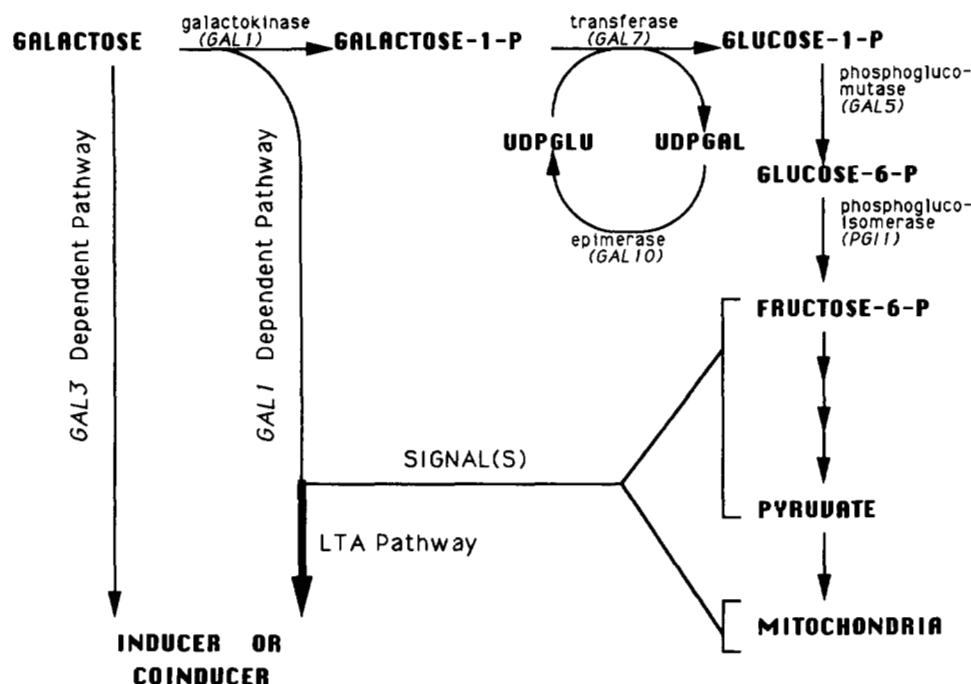 GALACTOSE
galactokinase
(GAL1)
GALACTOSE-1-P
transferase
(GAL7)
GLUCOSE-1-P
phosphogluco-
mutase
(GAL5)
UDPGLU
UDPGAL
GLUCOSE-6-P
epimerase
(GAL10)
phosphogluco-
isomerase
(PGI1)
GAL3 Dependent Pathway
GAL1 Dependent Pathway
FRUCTOSE-6-P
SIGNAL(S)
PYRUVATE
LTA Pathway
MITOCHONDRIA
INDUCER OR
COINDUCER